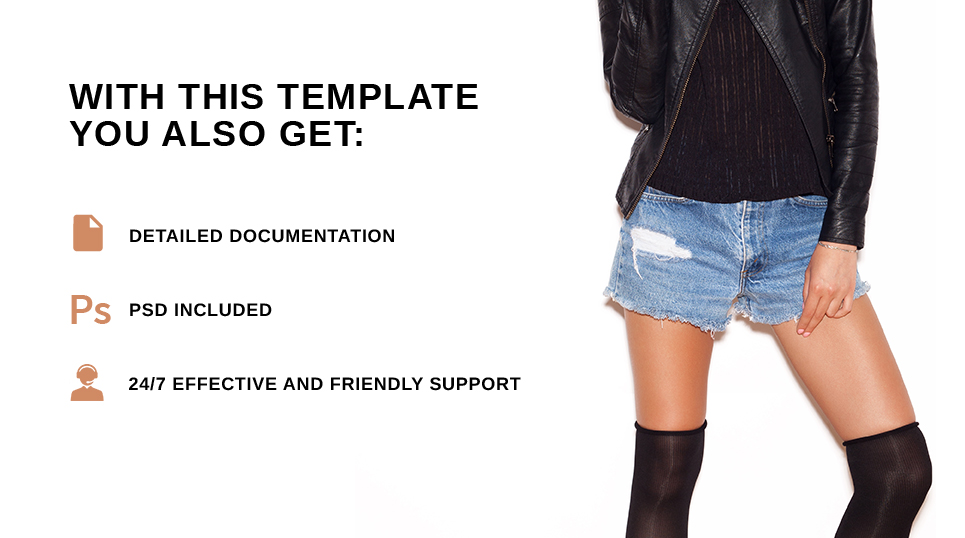 WITH THIS TEMPLATE
YOU ALSO GET:
DETAILED DOCUMENTATION
Ps PSD INCLUDED
24/7 EFFECTIVE AND FRIENDLY SUPPORT